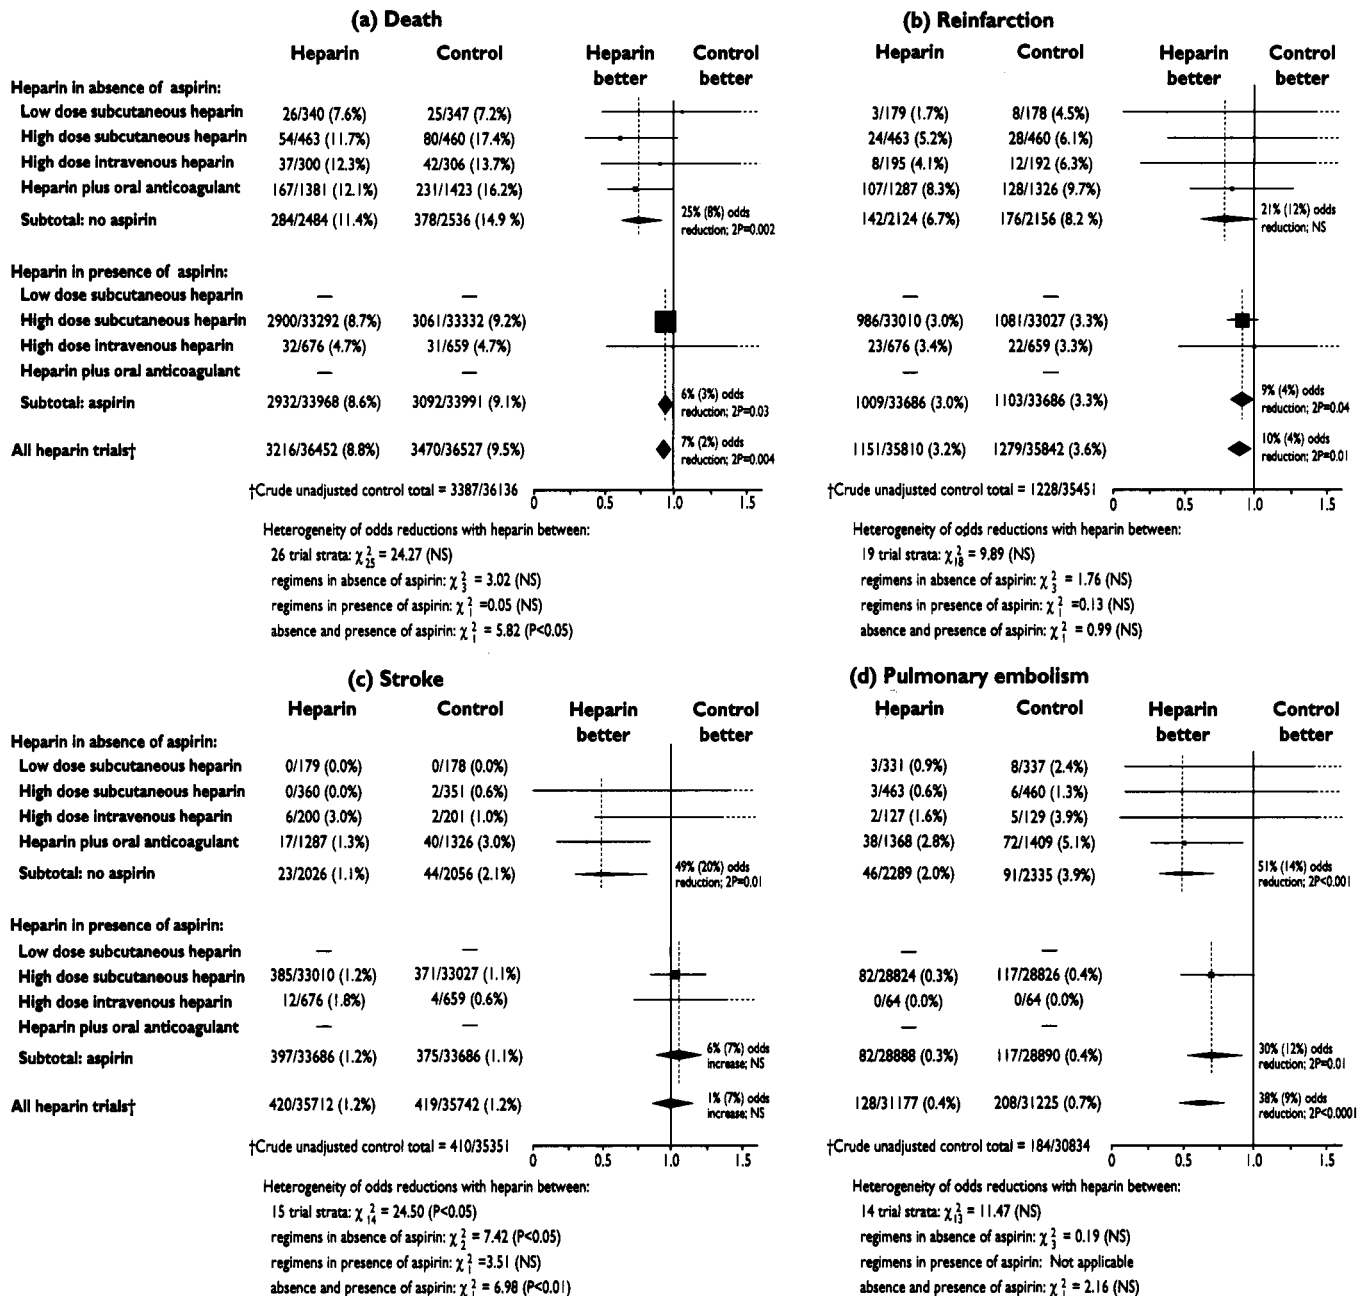 (a) Death
Heparin Control Heparin better Control better
Heparin in absence of aspirin:
Low dose subcutaneous heparin 26/340 (7.6%) 25/347 (7.2%)
High dose subcutaneous heparin 54/463 (11.7%) 80/460 (17.4%)
High dose intravenous heparin 37/300 (12.3%) 42/306 (13.7%)
Heparin plus oral anticoagulant 167/1381 (12.1%) 231/1423 (16.2%)
Subtotal: no aspirin 284/2484 (11.4%) 378/2536 (14.9 %) 25% (8%) odds reduction; 2P=0.002
Heparin in presence of aspirin:
Low dose subcutaneous heparin — —
High dose subcutaneous heparin 2900/33292 (8.7%) 3061/33332 (9.2%)
High dose intravenous heparin 32/676 (4.7%) 31/659 (4.7%)
Heparin plus oral anticoagulant — —
Subtotal: aspirin 2932/33968 (8.6%) 3092/33991 (9.1%) 6% (3%) odds reduction; 2P=0.03
All heparin trials† 3216/36452 (8.8%) 3470/36527 (9.5%) 7% (2%) odds reduction; 2P=0.004
†Crude unadjusted control total = 3387/36136 0 0.5 1.0 1.5
Heterogeneity of odds reductions with heparin between:
26 trial strata: χ²₂₅ = 24.27 (NS)
regimens in absence of aspirin: χ²₃ = 3.02 (NS)
regimens in presence of aspirin: χ²₁ =0.05 (NS)
absence and presence of aspirin: χ²₁ = 5.82 (P<0.05)
(b) Reinfarction
Heparin Control Heparin better Control better
3/179 (1.7%) 8/178 (4.5%)
24/463 (5.2%) 28/460 (6.1%)
8/195 (4.1%) 12/192 (6.3%)
107/1287 (8.3%) 128/1326 (9.7%)
142/2124 (6.7%) 176/2156 (8.2 %) 21% (12%) odds reduction; NS
— —
986/33010 (3.0%) 1081/33027 (3.3%)
23/676 (3.4%) 22/659 (3.3%)
— —
1009/33686 (3.0%) 1103/33686 (3.3%) 9% (4%) odds reduction; 2P=0.04
1151/35810 (3.2%) 1279/35842 (3.6%) 10% (4%) odds reduction; 2P=0.01
†Crude unadjusted control total = 1228/35451 0 0.5 1.0 1.5
Heterogeneity of odds reductions with heparin between:
19 trial strata: χ²₁₈ = 9.89 (NS)
regimens in absence of aspirin: χ²₃ = 1.76 (NS)
regimens in presence of aspirin: χ²₁ =0.13 (NS)
absence and presence of aspirin: χ²₁ = 0.99 (NS)
(c) Stroke
Heparin Control Heparin better Control better
Heparin in absence of aspirin:
Low dose subcutaneous heparin 0/179 (0.0%) 0/178 (0.0%)
High dose subcutaneous heparin 0/360 (0.0%) 2/351 (0.6%)
High dose intravenous heparin 6/200 (3.0%) 2/201 (1.0%)
Heparin plus oral anticoagulant 17/1287 (1.3%) 40/1326 (3.0%)
Subtotal: no aspirin 23/2026 (1.1%) 44/2056 (2.1%) 49% (20%) odds reduction; 2P=0.01
Heparin in presence of aspirin:
Low dose subcutaneous heparin — —
High dose subcutaneous heparin 385/33010 (1.2%) 371/33027 (1.1%)
High dose intravenous heparin 12/676 (1.8%) 4/659 (0.6%)
Heparin plus oral anticoagulant — —
Subtotal: aspirin 397/33686 (1.2%) 375/33686 (1.1%) 6% (7%) odds increase; NS
All heparin trials† 420/35712 (1.2%) 419/35742 (1.2%) 1% (7%) odds increase; NS
†Crude unadjusted control total = 410/35351 0 0.5 1.0 1.5
Heterogeneity of odds reductions with heparin between:
15 trial strata: χ²₁₄ = 24.50 (P<0.05)
regimens in absence of aspirin: χ²₂ = 7.42 (P<0.05)
regimens in presence of aspirin: χ²₁ =3.51 (NS)
absence and presence of aspirin: χ²₁ = 6.98 (P<0.01)
(d) Pulmonary embolism
Heparin Control Heparin better Control better
3/331 (0.9%) 8/337 (2.4%)
3/463 (0.6%) 6/460 (1.3%)
2/127 (1.6%) 5/129 (3.9%)
38/1368 (2.8%) 72/1409 (5.1%)
46/2289 (2.0%) 91/2335 (3.9%) 51% (14%) odds reduction; 2P<0.001
— —
82/28824 (0.3%) 117/28826 (0.4%)
0/64 (0.0%) 0/64 (0.0%)
— —
82/28888 (0.3%) 117/28890 (0.4%) 30% (12%) odds reduction; 2P=0.01
128/31177 (0.4%) 208/31225 (0.7%) 38% (9%) odds reduction; 2P<0.0001
†Crude unadjusted control total = 184/30834 0 0.5 1.0 1.5
Heterogeneity of odds reductions with heparin between:
14 trial strata: χ²₁₃ = 11.47 (NS)
regimens in absence of aspirin: χ²₃ = 0.19 (NS)
regimens in presence of aspirin: Not applicable
absence and presence of aspirin: χ²₁ = 2.16 (NS)